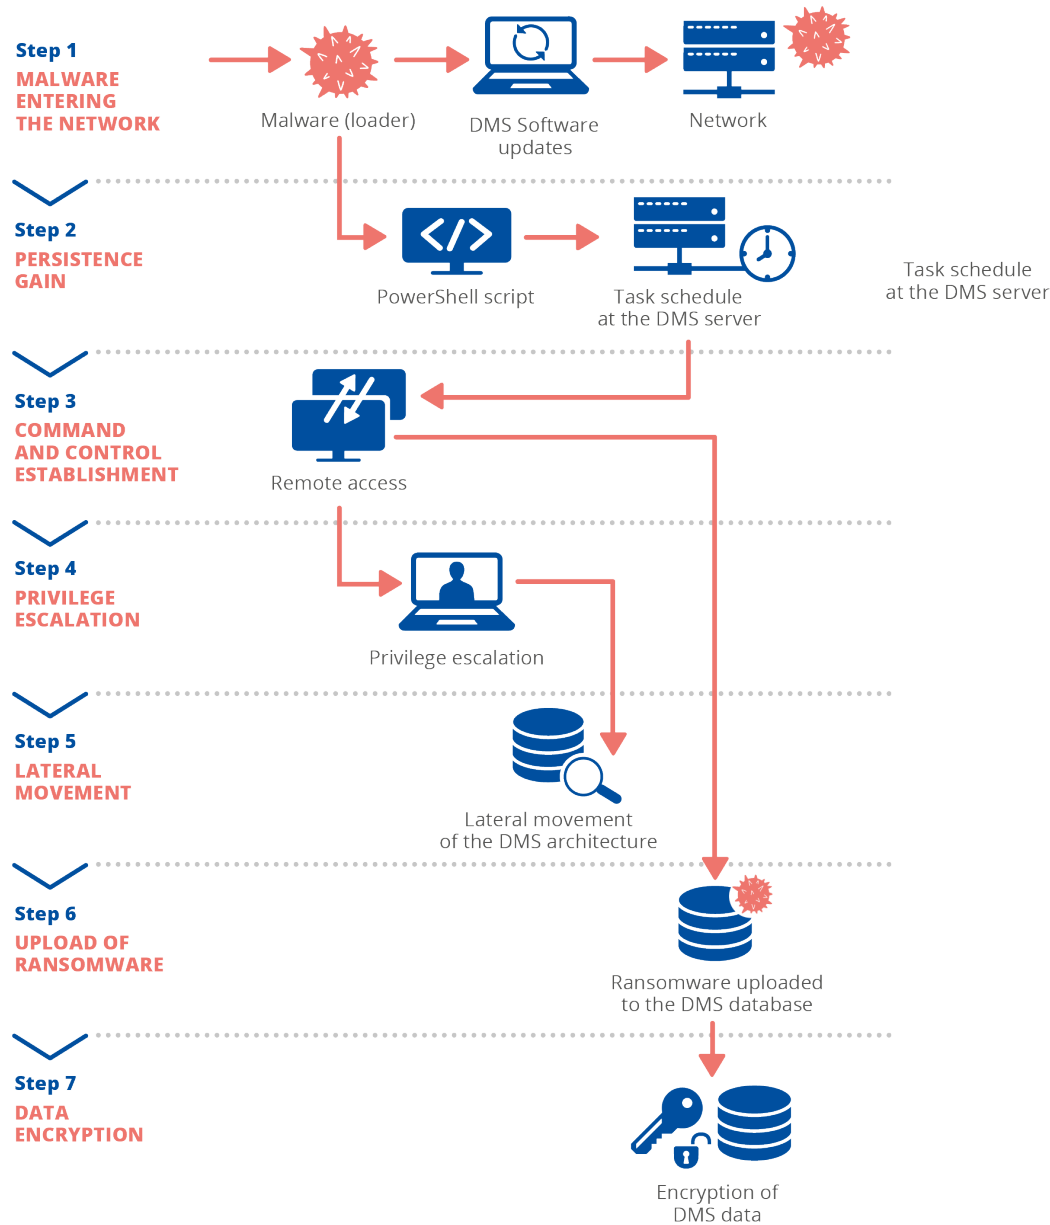 Step 1
MALWARE
ENTERING
THE NETWORK
Malware (loader)
DMS Software
updates
Network
Step 2
PERSISTENCE
GAIN
PowerShell script
Task schedule
at the DMS server
Task schedule
at the DMS server
Step 3
COMMAND
AND CONTROL
ESTABLISHMENT
Remote access
Step 4
PRIVILEGE
ESCALATION
Privilege escalation
Step 5
LATERAL
MOVEMENT
Lateral movement
of the DMS architecture
Step 6
UPLOAD OF
RANSOMWARE
Ransomware uploaded
to the DMS database
Step 7
DATA
ENCRYPTION
Encryption of
DMS data